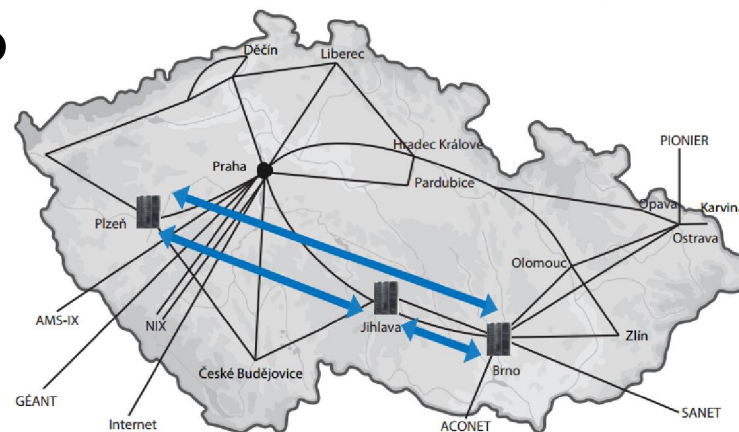 Děčín
Liberec
Hradec Králové
PIONIER
Praha
Pardubice
Opava
Karvina
Plzeň
Ostrava
Olomouc
AMS-IX
NIX
Jihlava
Zlín
České Budějovice
Brno
GÉANT
SANET
Internet
ACONET